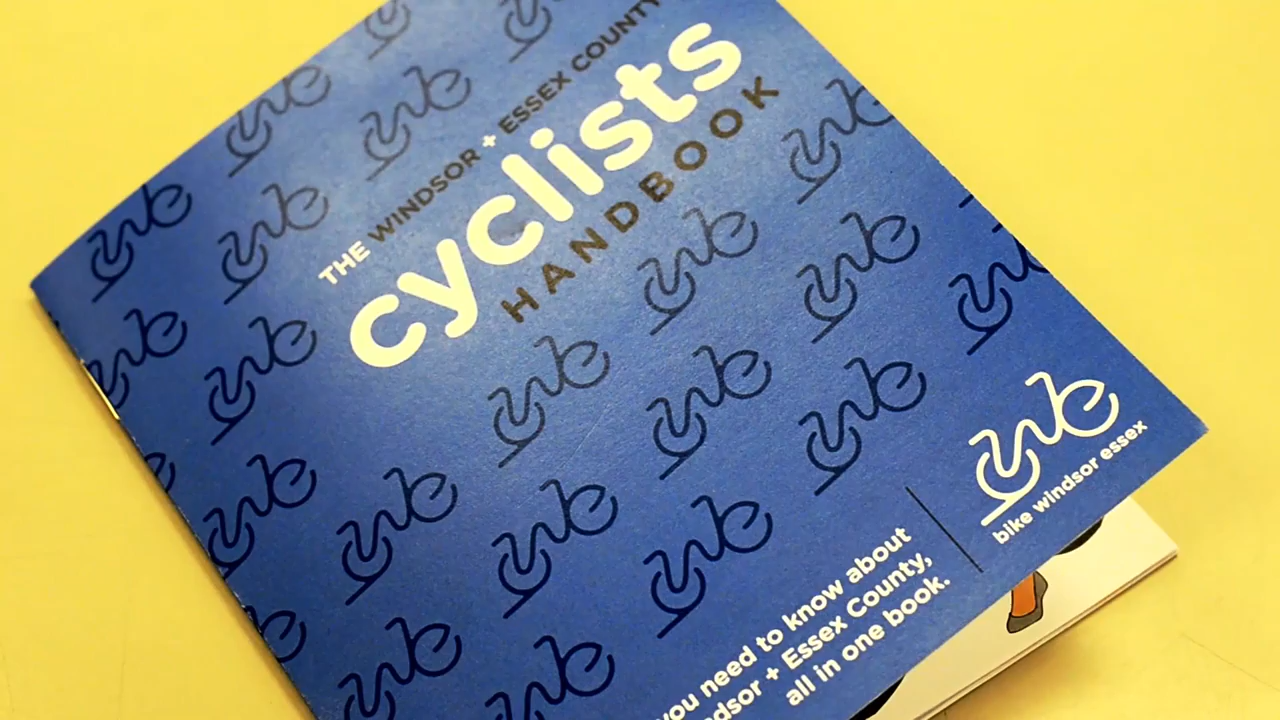 THE WINDSOR + ESSEX COUNTY
cyclists
HANDBOOK
bike windsor essex
you need to know about
+ Essex County,
all in one book.